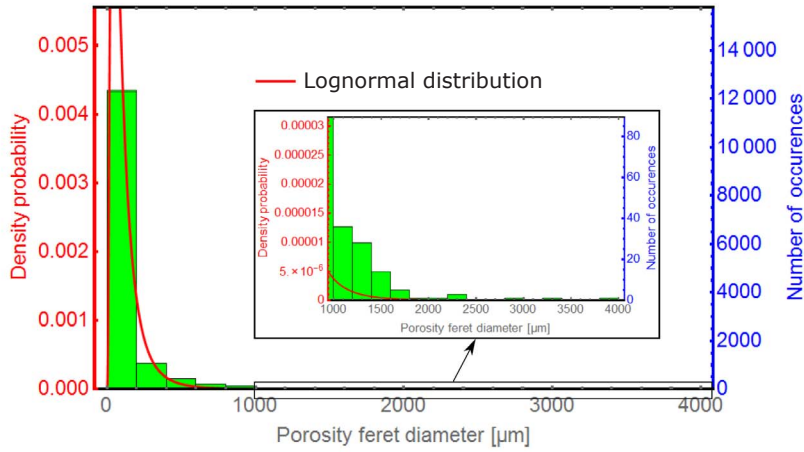 0.005
0.004
0.003
0.002
0.001
0.000
Density probability
14 000
12 000
10 000
8000
6000
4000
2000
0
Number of occurences
Lognormal distribution
0.00003
0.000025
0.00002
0.000015
0.00001
5. × 10⁻⁶
0
Density probability
80
60
40
20
0
Number of occurences
1000 1500 2000 2500 3000 3500 4000
Porosity feret diameter [µm]
0 1000 2000 3000 4000
Porosity feret diameter [µm]